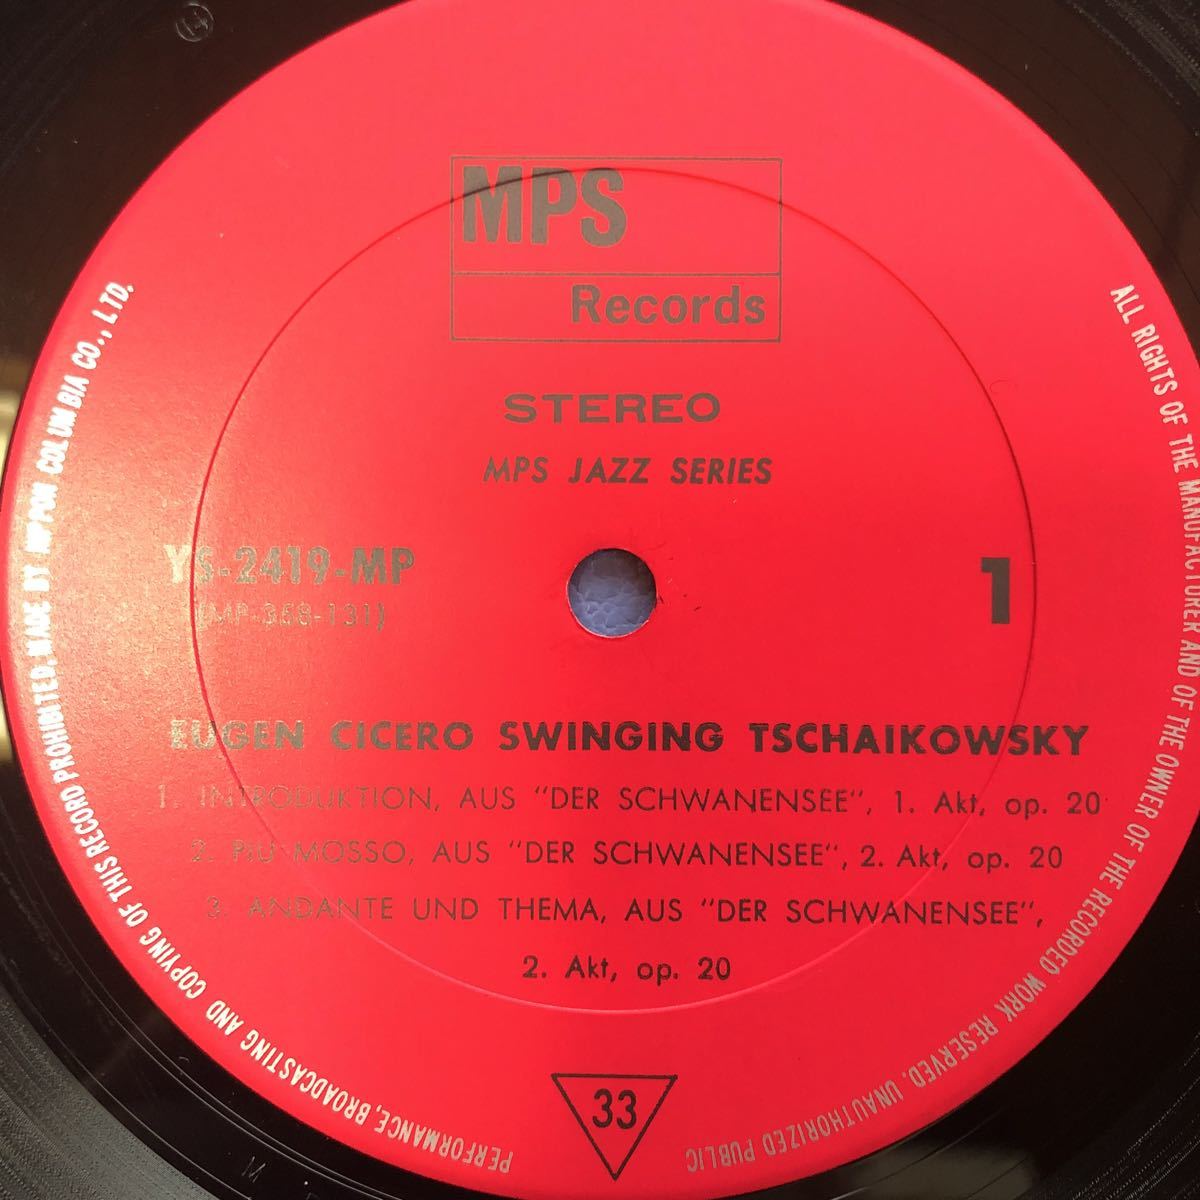 MPS
Records
STEREO
MPS JAZZ SERIES
YS-2419-MP
(MP-358-131)
1
EUGEN CICERO SWINGING TSCHAIKOWSKY
1. INTRODUKTION, AUS "DER SCHWANENSEE", 1. Akt, op. 20
2. PIU MOSSO, AUS "DER SCHWANENSEE", 2. Akt, op. 20
3. ANDANTE UND THEMA, AUS "DER SCHWANENSEE",
2. Akt, op. 20
33
ALL RIGHTS OF THE MANUFACTURER AND OF THE OWNER OF THE RECORDED WORK RESERVED. UNAUTHORIZED PUBLIC
PERFORMANCE, BROADCASTING AND COPYING OF THIS RECORD PROHIBITED. MADE BY NIPPON COLUMBIA CO., LTD.
M